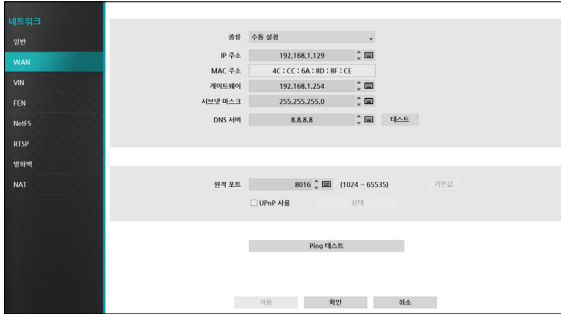 네트워크
일반
WAN
VIN
FEN
NetFS
RTSP
방화벽
NAT
종류 수동 설정
IP 주소 192.168.1.129
MAC 주소 4C : CC : 6A : 8D : 8F : CE
게이트웨이 192.168.1.254
서브넷 마스크 255.255.255.0
DNS 서버 8.8.8.8 테스트
원격 포트 8016 (1024 ~ 65535) 기본값
UPnP 사용 상태
Ping 테스트
적용 확인 취소